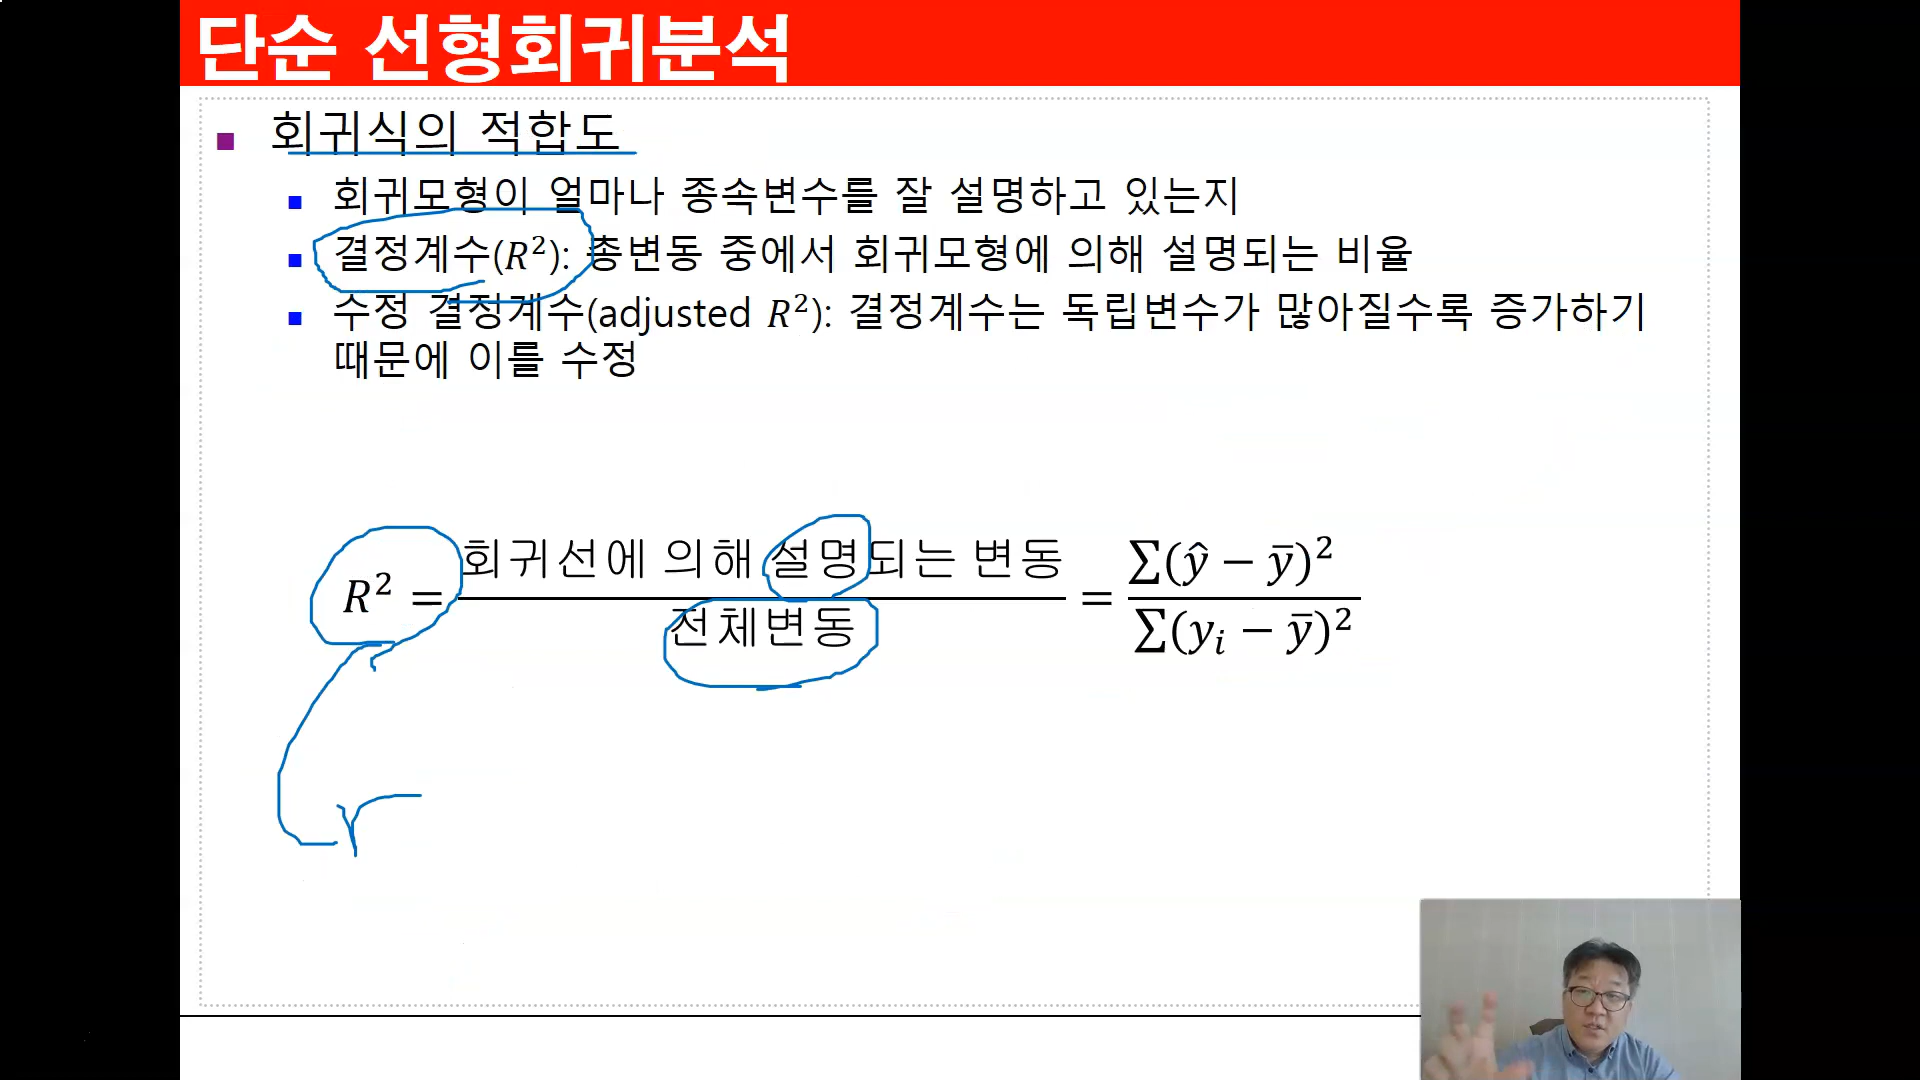 단순 선형회귀분석
회귀식의 적합도
회귀모형이 얼마나 종속변수를 잘 설명하고 있는지
결정계수(R²): 총변동 중에서 회귀모형에 의해 설명되는 비율
수정 결정계수(adjusted R²): 결정계수는 독립변수가 많아질수록 증가하기
때문에 이를 수정
R² = 회귀선에 의해 설명되는 변동 / 전체변동 = ∑(ŷ − ȳ)² / ∑(yᵢ − ȳ)²